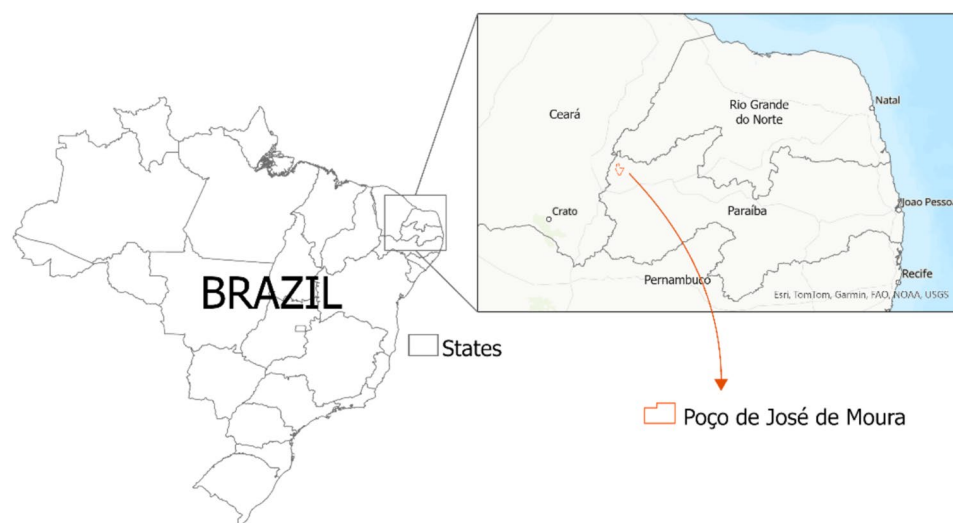 BRAZIL
States
Ceará
Rio Grande
do Norte
Natal
Crato
Paraíba
Joao Pessoa
Pernambuco
Recife
Esri, TomTom, Garmin, FAO, NOAA, USGS
Poço de José de Moura